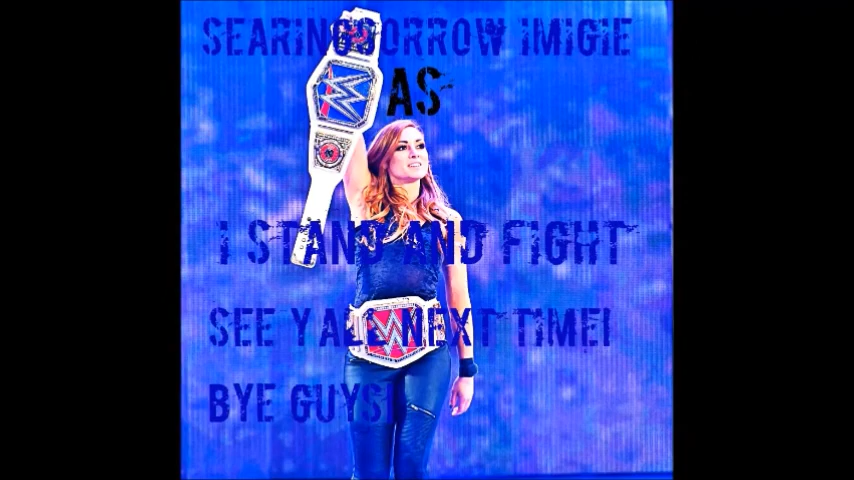 SEARINGSORROW IMIGIE
AS
I STAND AND FIGHT
SEE YALL NEXT TIME!
BYE GUYS!